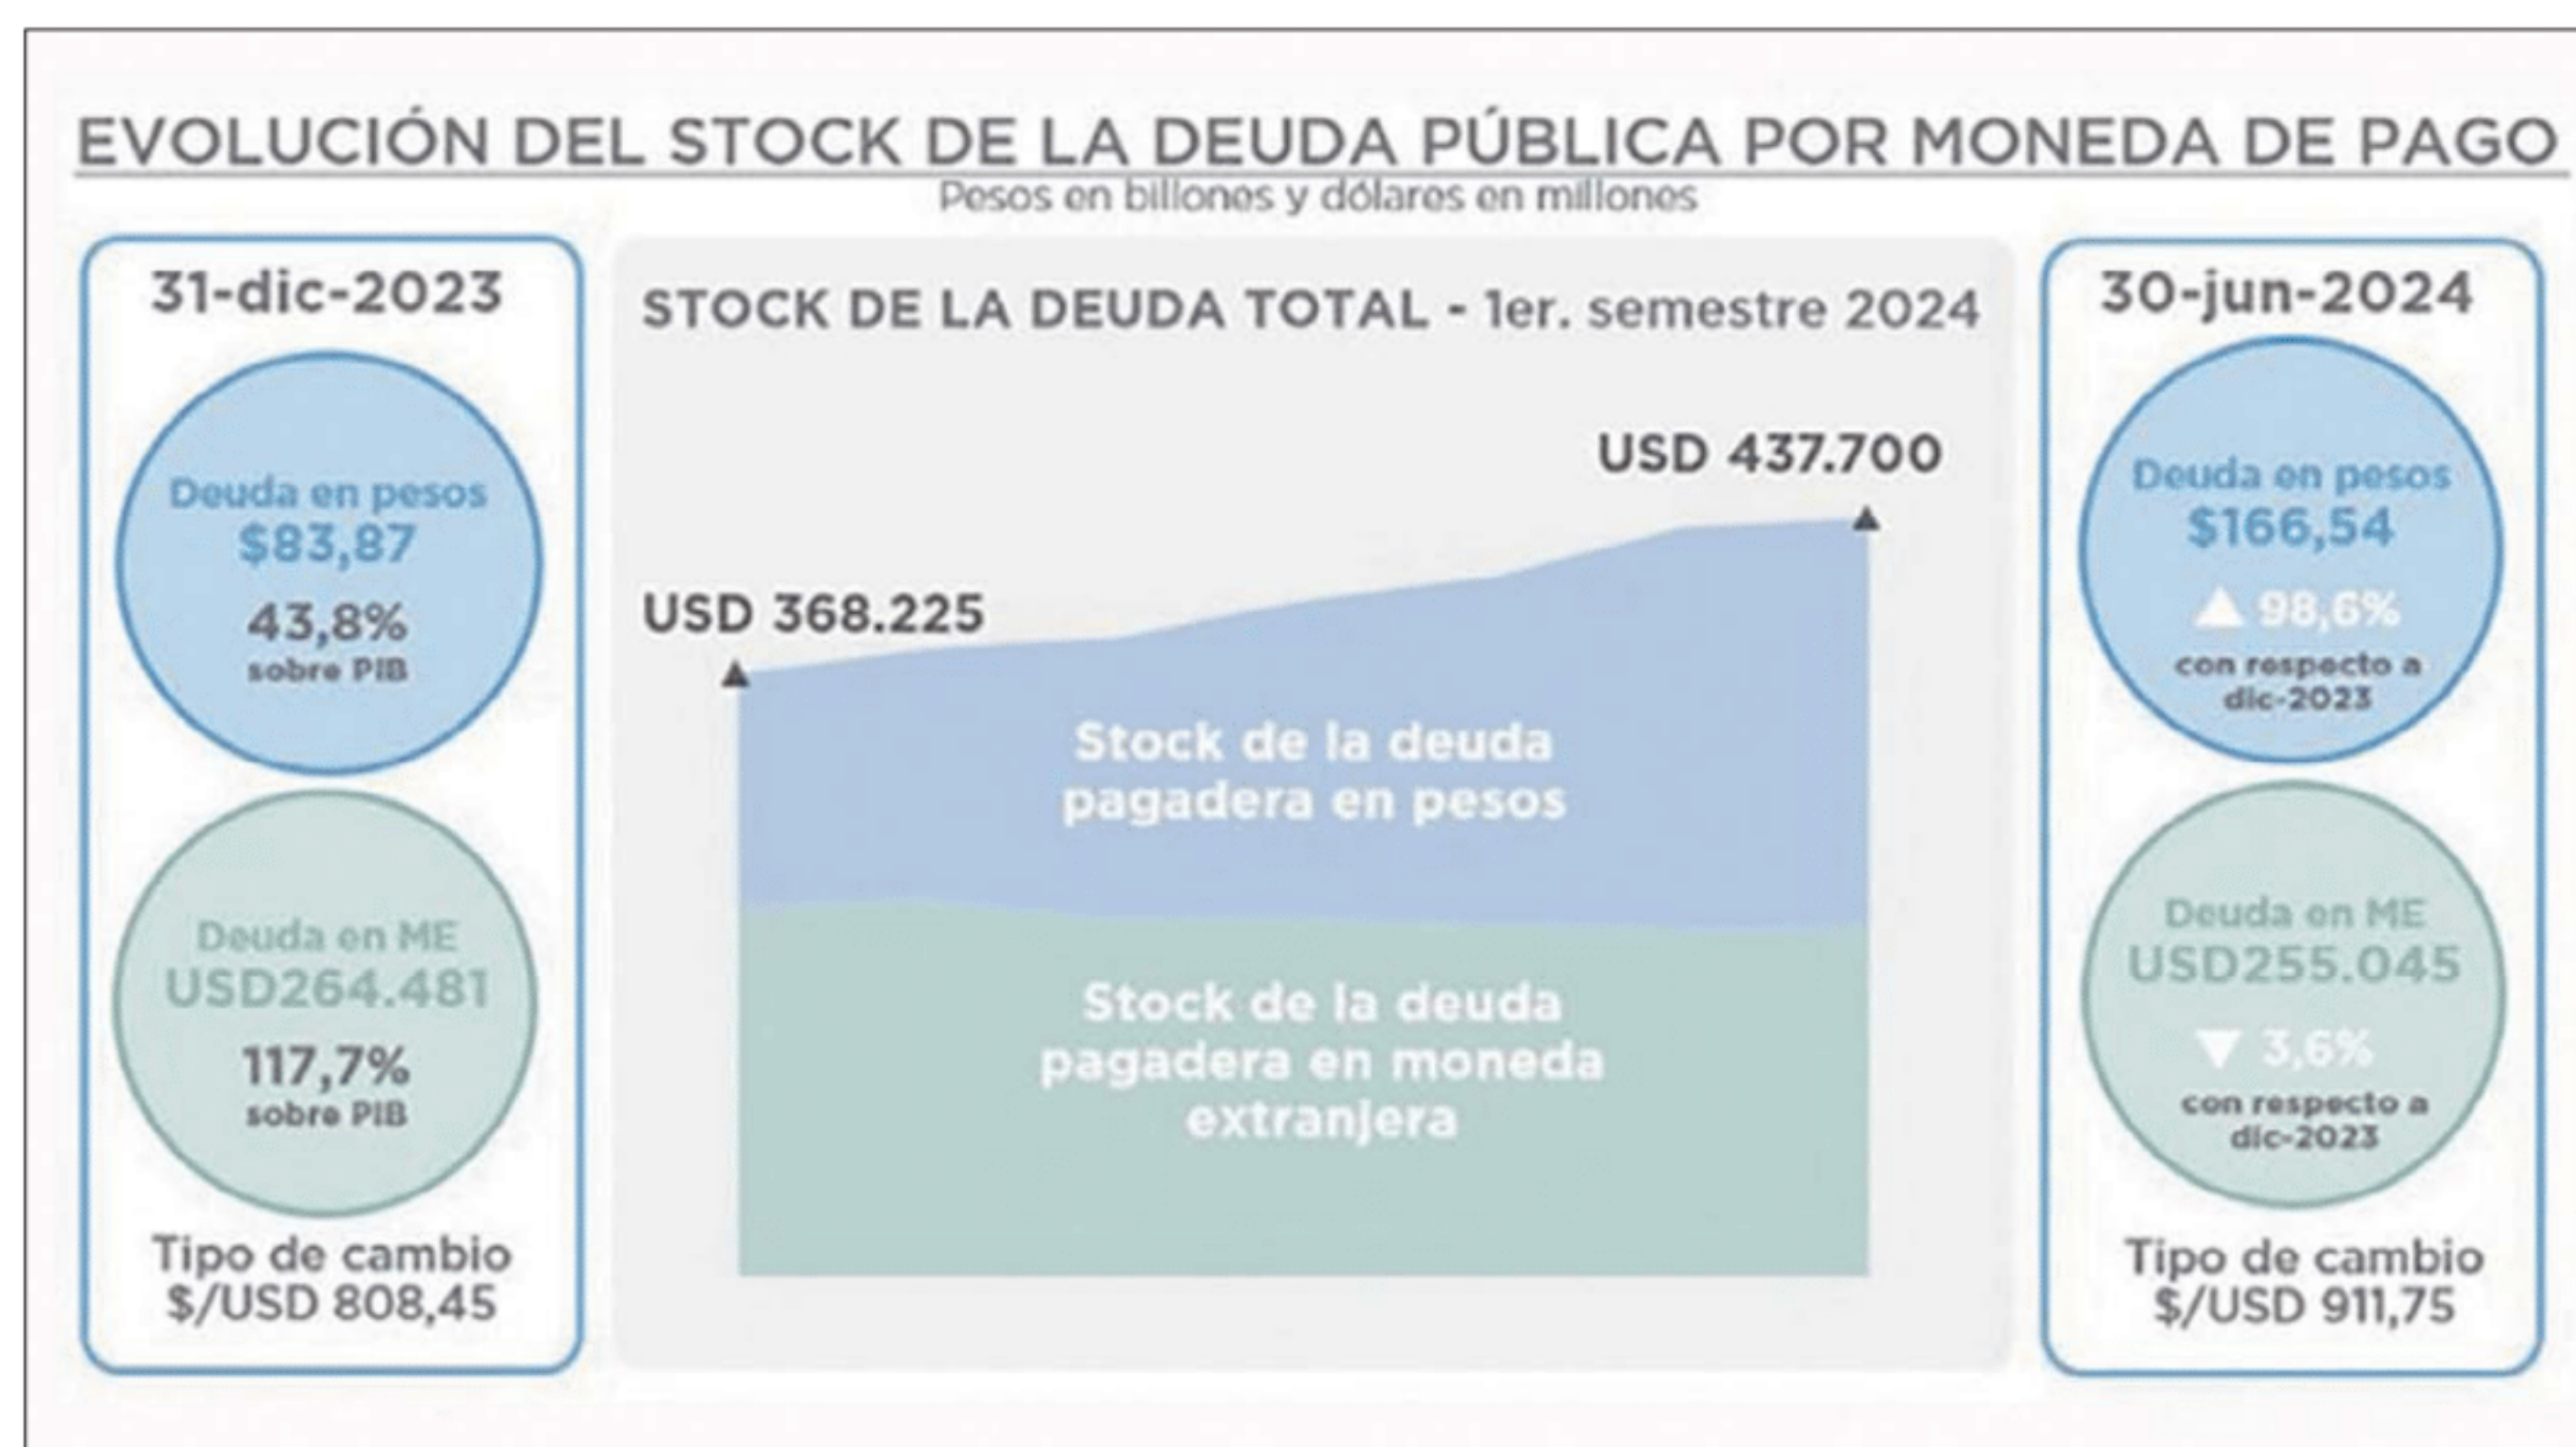 EVOLUCIÓN DEL STOCK DE LA DEUDA PÚBLICA POR MONEDA DE PAGO
Pesos en billones y dólares en millones
31-dic-2023
Deuda en pesos
$83,87
43,8%
sobre PIB
Deuda en ME
USD264.481
117,7%
sobre PIB
Tipo de cambio
$/USD 808,45
STOCK DE LA DEUDA TOTAL - 1er. semestre 2024
USD 437.700
USD 368.225
Stock de la deuda
pagadera en pesos
Stock de la deuda
pagadera en moneda
extranjera
30-jun-2024
Deuda en pesos
$166,54
▲ 98,6%
con respecto a
dic-2023
Deuda en ME
USD255.045
▼ 3,6%
con respecto a
dic-2023
Tipo de cambio
$/USD 911,75